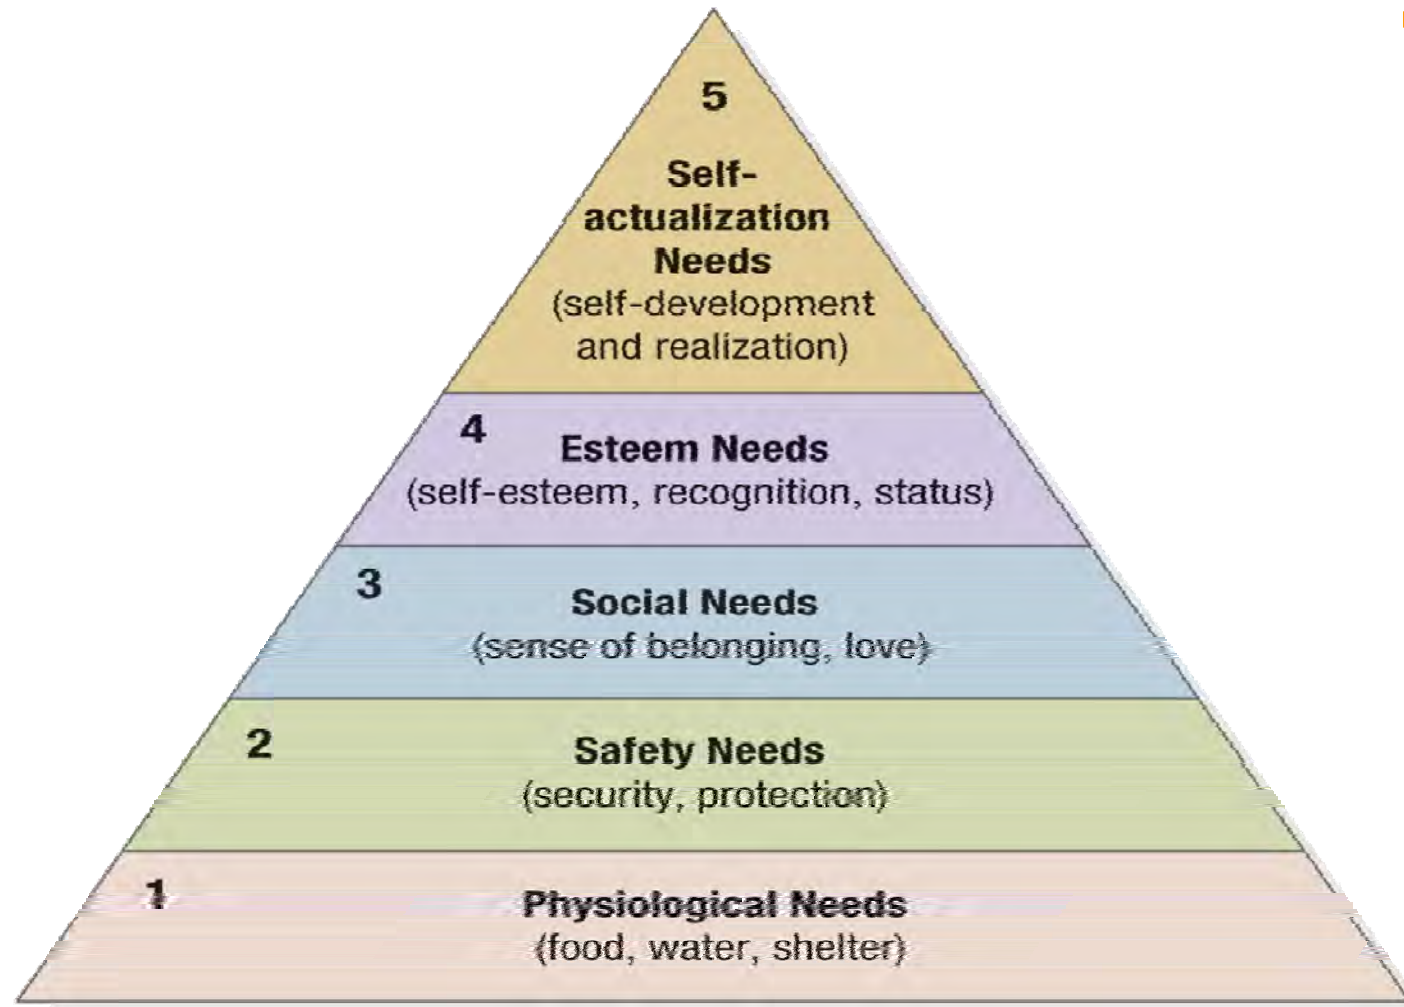 5
Self-
actualization
Needs
(self-development
and realization)
4
Esteem Needs
(self-esteem, recognition, status)
3
Social Needs
(sense of belonging, love)
2
Safety Needs
(security, protection)
1
Physiological Needs
(food, water, shelter)